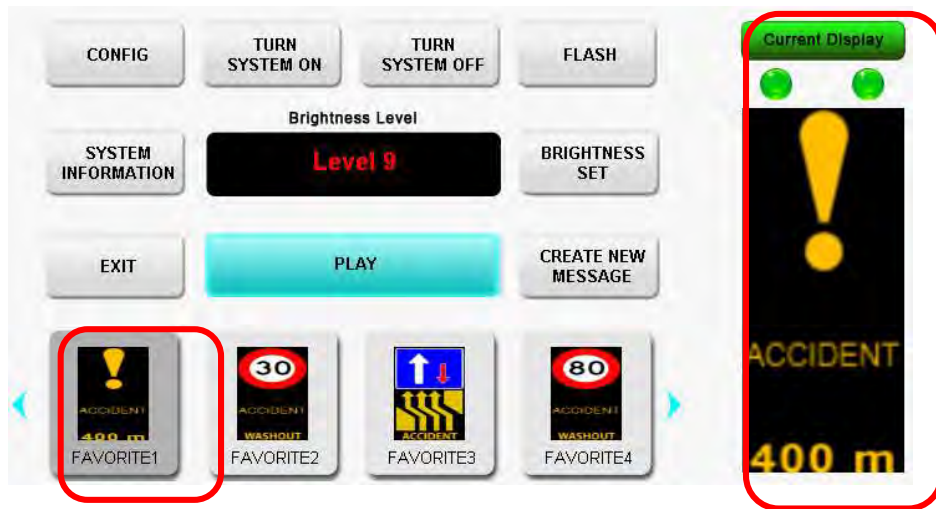 CONFIG
TURN
SYSTEM ON
TURN
SYSTEM OFF
FLASH
Brightness Level
SYSTEM
INFORMATION
Level 9
BRIGHTNESS
SET
EXIT
PLAY
CREATE NEW
MESSAGE
ACCIDENT
400 m
FAVORITE1
30
ACCIDENT
WASHOUT
FAVORITE2
ACCIDENT
FAVORITE3
80
ACCIDENT
WASHOUT
FAVORITE4
Current Display
ACCIDENT
400 m